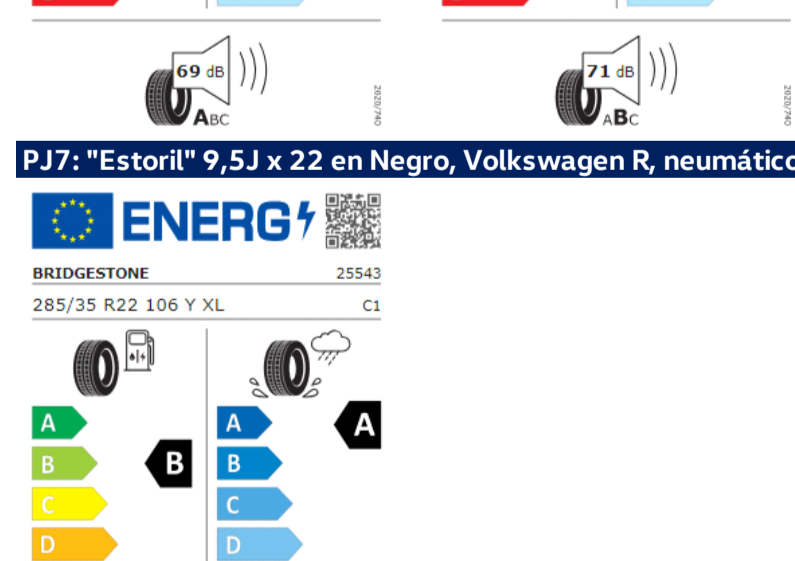 69 dB
ABC
2020/740
71 dB
ABC
2020/740
PJ7: "Estoril" 9,5J x 22 en Negro, Volkswagen R, neumático
ENERG
BRIDGESTONE 25543
285/35 R22 106 Y XL C1
A A A
B B B
C C
D D